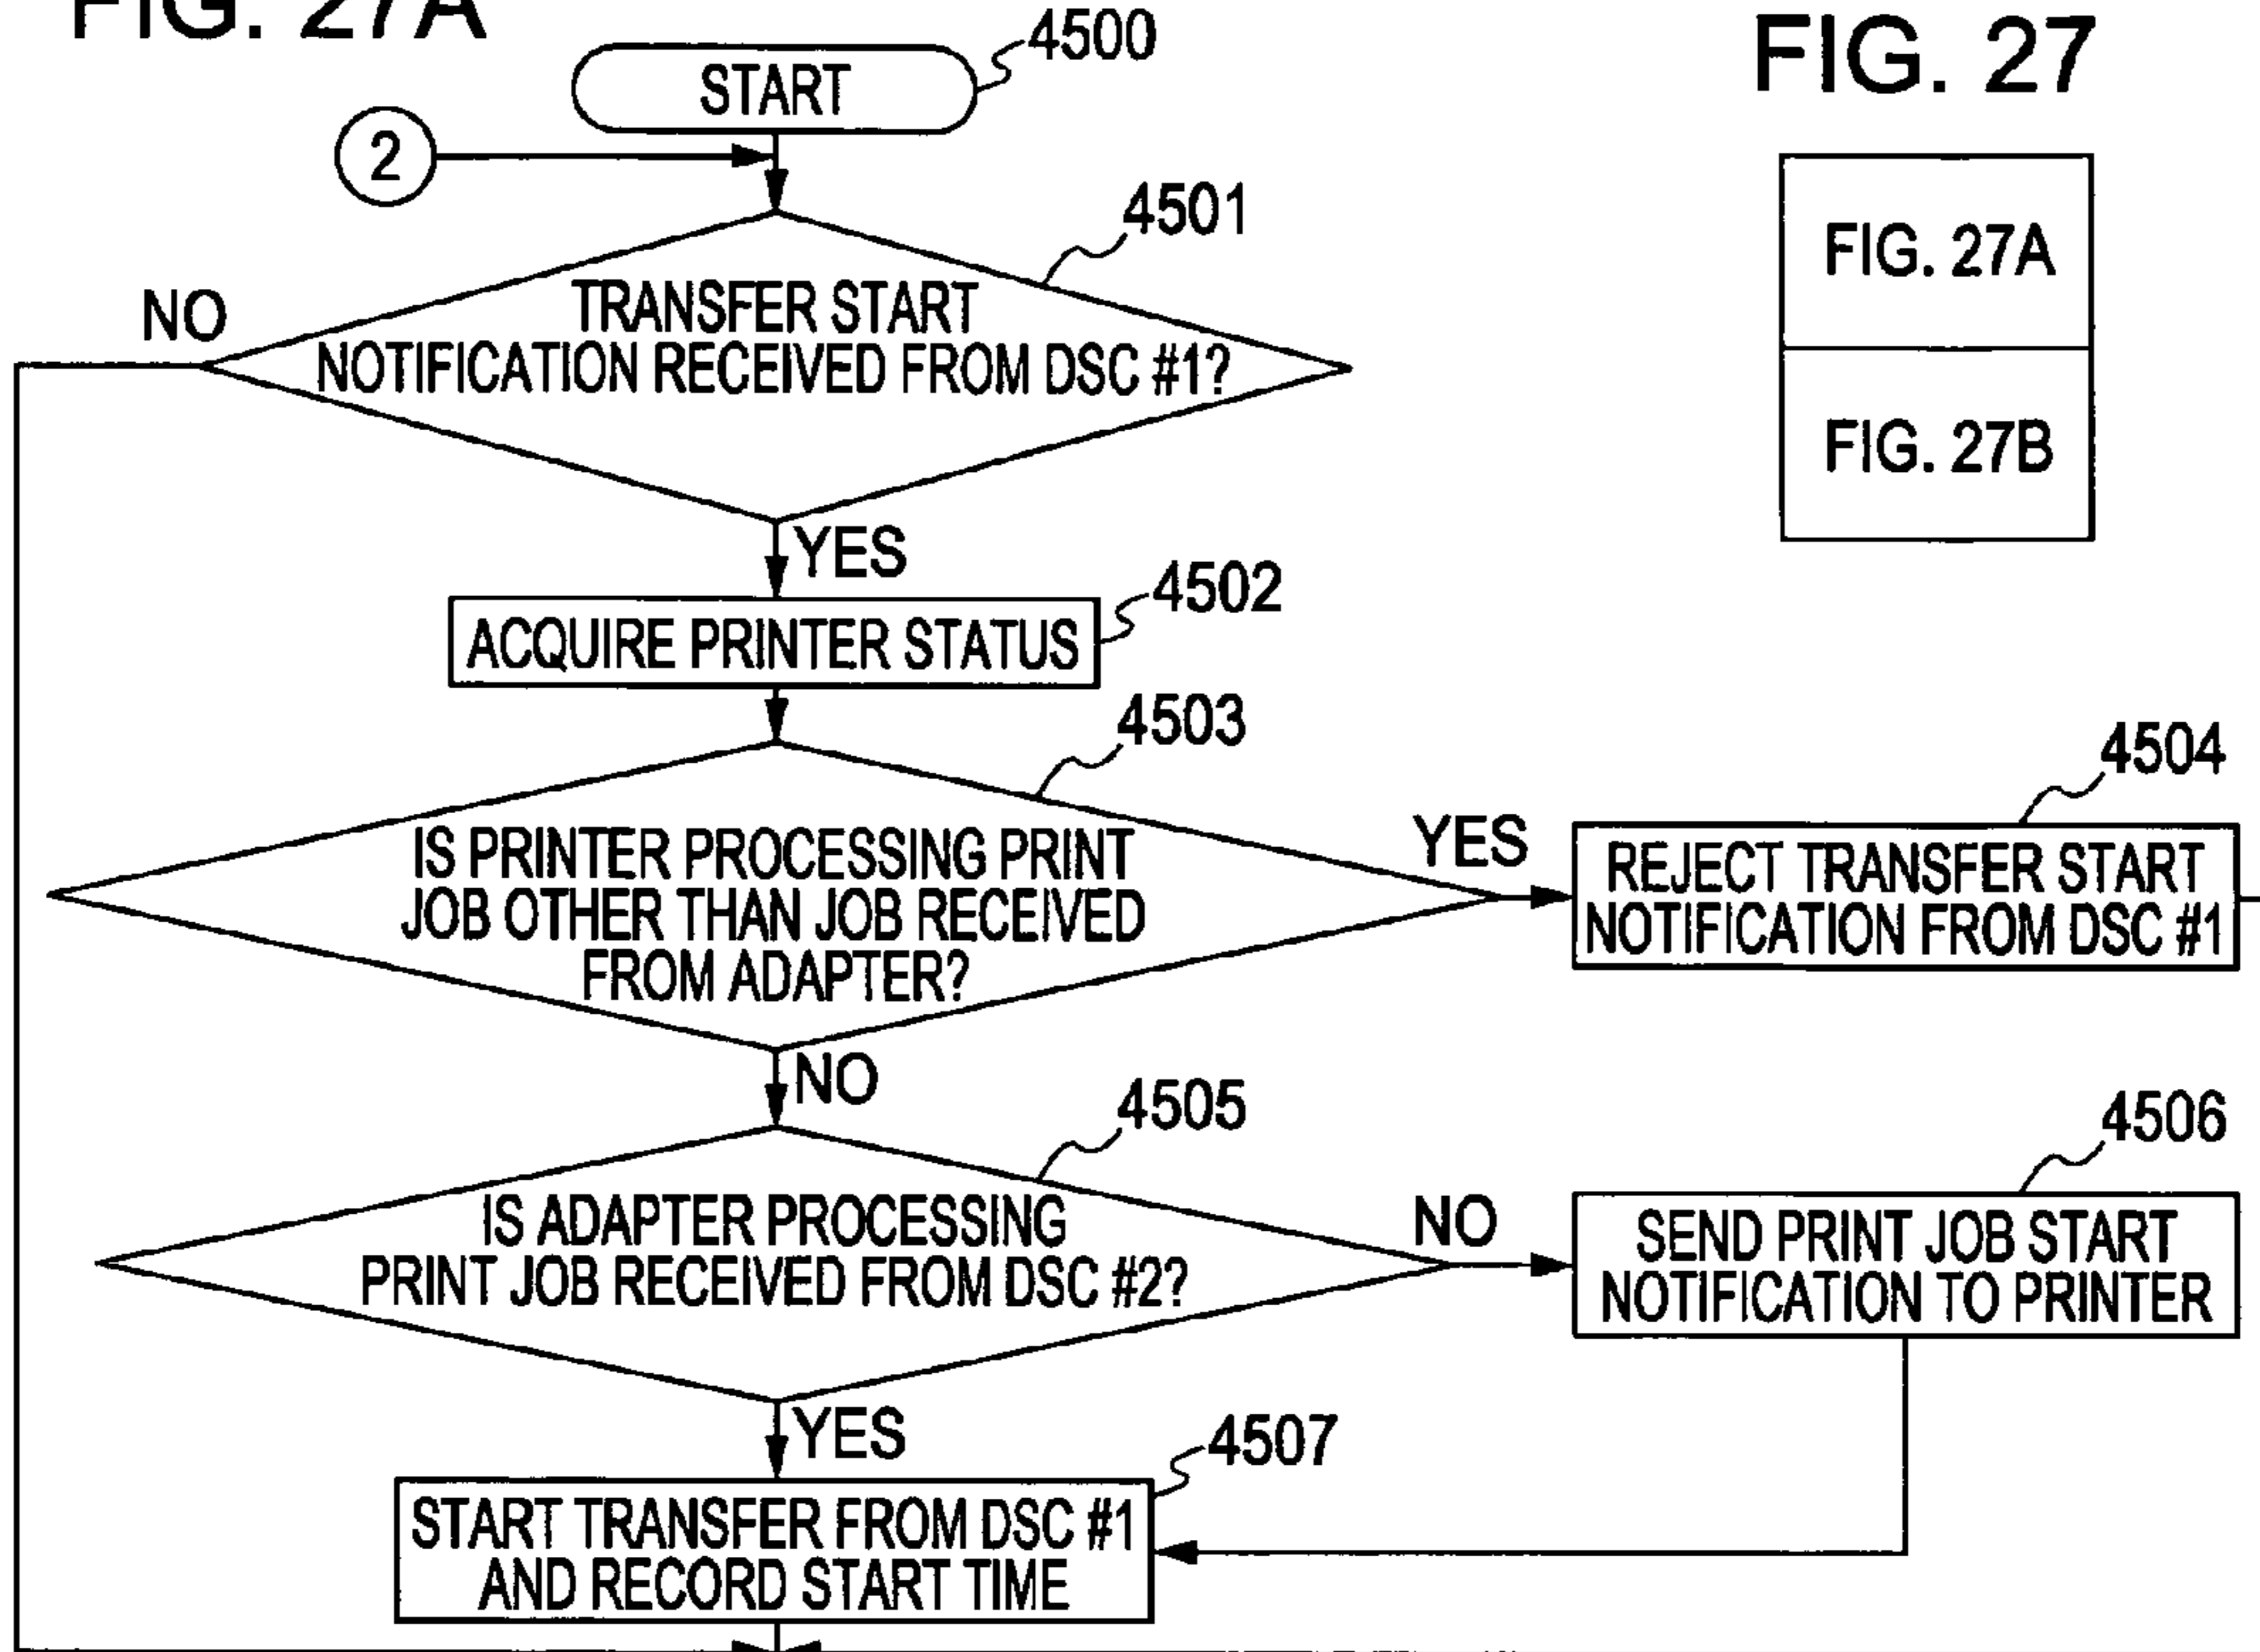 FIG. 27A
FIG. 27
4500
START
2
4501
NO
TRANSFER START
NOTIFICATION RECEIVED FROM DSC #1?
FIG. 27A
FIG. 27B
YES
4502
ACQUIRE PRINTER STATUS
4503
IS PRINTER PROCESSING PRINT
JOB OTHER THAN JOB RECEIVED
FROM ADAPTER?
YES
4504
REJECT TRANSFER START
NOTIFICATION FROM DSC #1
NO
4505
IS ADAPTER PROCESSING
PRINT JOB RECEIVED FROM DSC #2?
NO
4506
SEND PRINT JOB START
NOTIFICATION TO PRINTER
YES
4507
START TRANSFER FROM DSC #1
AND RECORD START TIME